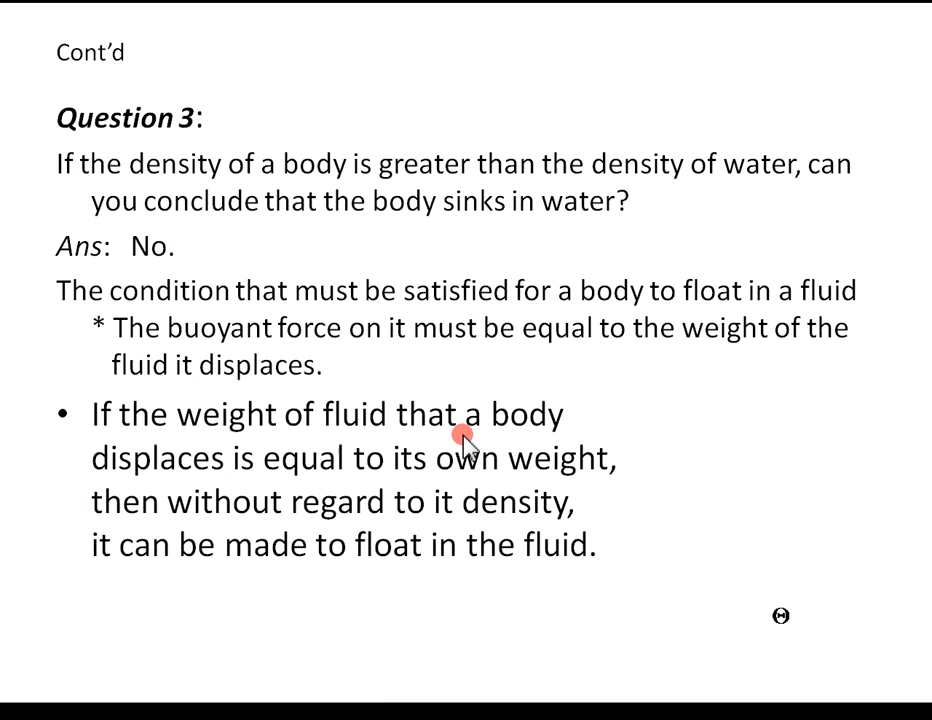 Cont’d
Question 3:
If the density of a body is greater than the density of water, can
you conclude that the body sinks in water?
Ans: No.
The condition that must be satisfied for a body to float in a fluid
* The buoyant force on it must be equal to the weight of the
fluid it displaces.
• If the weight of fluid that a body
displaces is equal to its own weight,
then without regard to it density,
it can be made to float in the fluid.